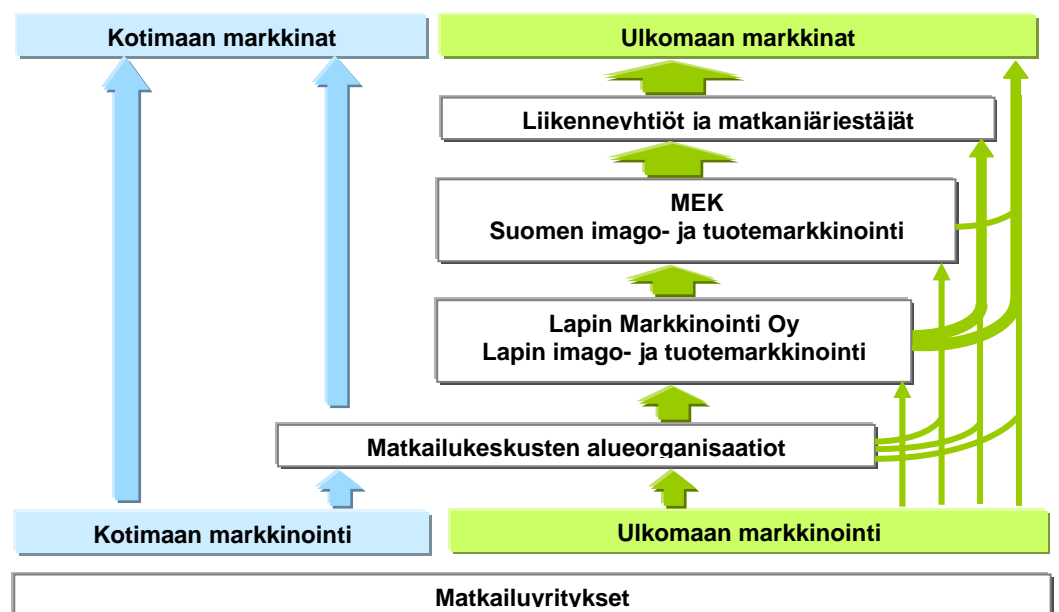 Kotimaan markkinat
Ulkomaan markkinat
Liikenneyhtiöt ja matkanjärjestäjät
MEK
Suomen imago- ja tuotemarkkinointi
Lapin Markkinointi Oy
Lapin imago- ja tuotemarkkinointi
Matkailukeskusten alueorganisaatiot
Kotimaan markkinointi
Ulkomaan markkinointi
Matkailuyritykset